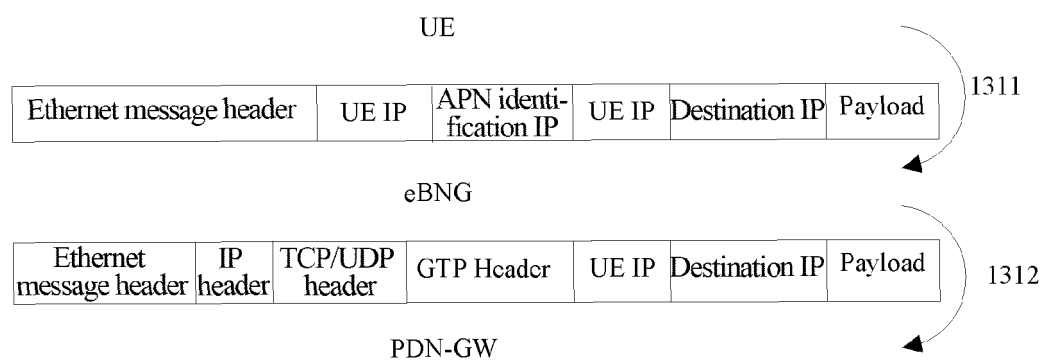 UE
1311
Ethernet message header UE IP APN identi-
fication IP UE IP Destination IP Payload
eBNG
Ethernet
message header IP
header TCP/UDP
header GTP Header UE IP Destination IP Payload
1312
PDN-GW